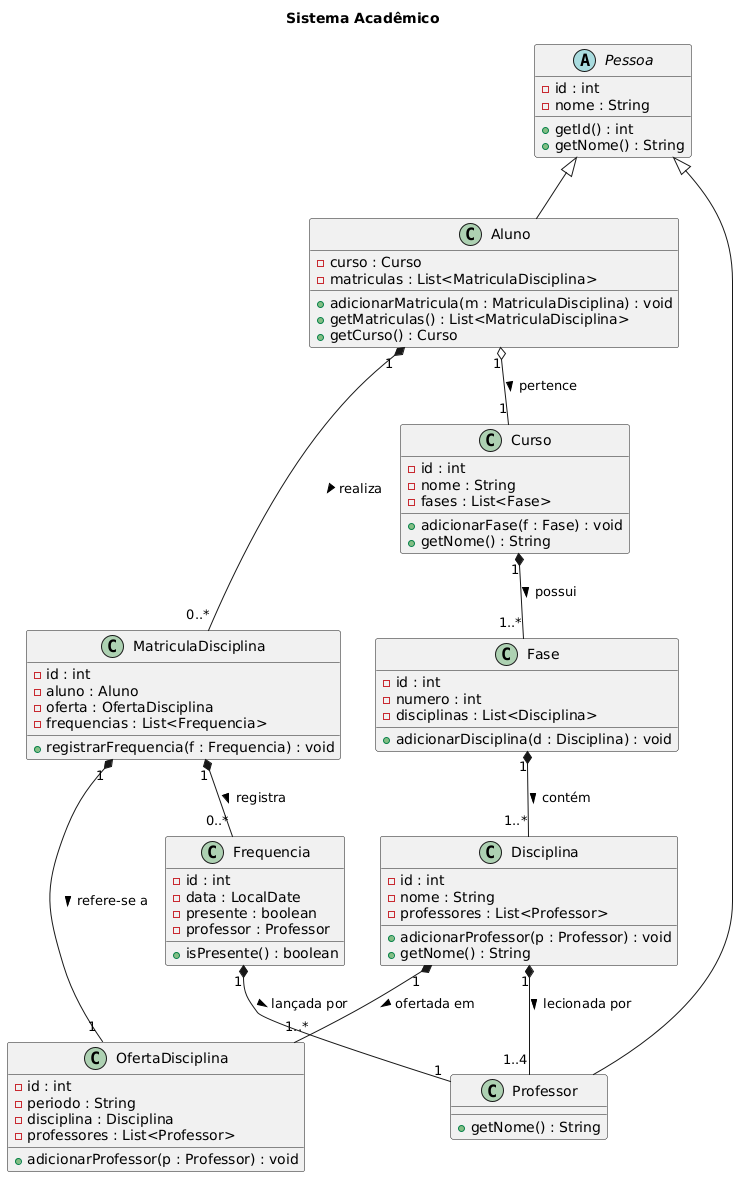 Sistema Acadêmico
A Pessoa
id : int
nome : String
getId() : int
getNome() : String
C Aluno
curso : Curso
matriculas : List<MatriculaDisciplina>
adicionarMatricula(m : MatriculaDisciplina) : void
getMatriculas() : List<MatriculaDisciplina>
getCurso() : Curso
1
1
pertence
1
realiza
0..*
C Curso
id : int
nome : String
fases : List<Fase>
adicionarFase(f : Fase) : void
getNome() : String
1
possui
1..*
C MatriculaDisciplina
id : int
aluno : Aluno
oferta : OfertaDisciplina
frequencias : List<Frequencia>
registrarFrequencia(f : Frequencia) : void
C Fase
id : int
numero : int
disciplinas : List<Disciplina>
adicionarDisciplina(d : Disciplina) : void
1
1
registra
0..*
1
contém
1..*
refere-se a
1
C Frequencia
id : int
data : LocalDate
presente : boolean
professor : Professor
isPresente() : boolean
C Disciplina
id : int
nome : String
professores : List<Professor>
adicionarProfessor(p : Professor) : void
getNome() : String
1
lançada por
1
1
ofertada em
1..*
1
lecionada por
1..4
C OfertaDisciplina
id : int
periodo : String
disciplina : Disciplina
professores : List<Professor>
adicionarProfessor(p : Professor) : void
C Professor
getNome() : String